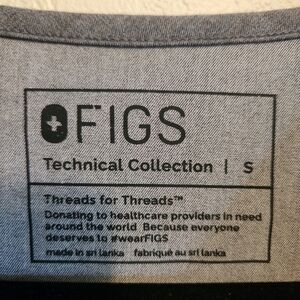 FIGS
Technical Collection | S
Threads for Threads™
Donating to healthcare providers in need
around the world Because everyone
deserves to #wearFIGS
made in sri lanka fabriqué au sri lanka